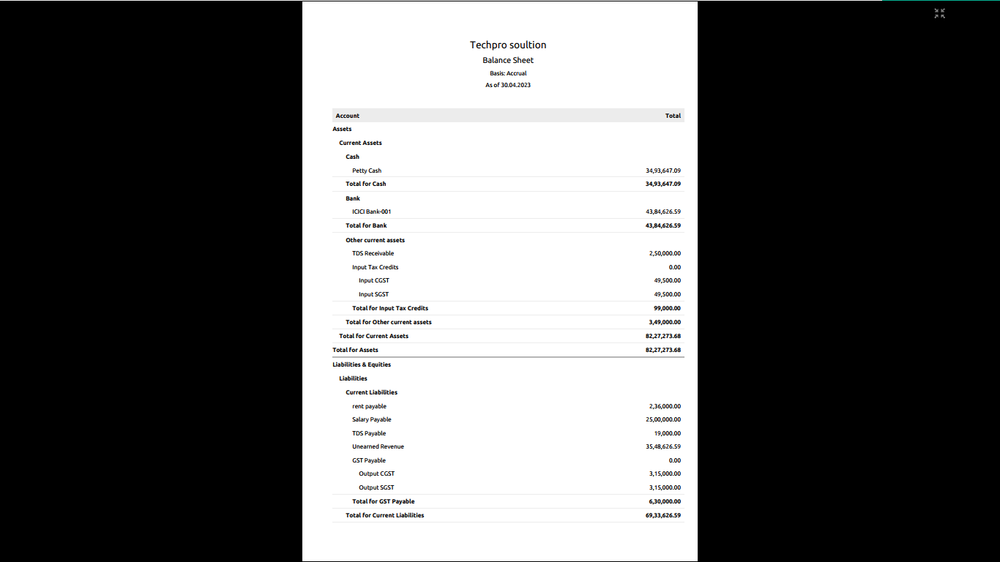 Techpro soultion
Balance Sheet
Basis: Accrual
As of 30.04.2023
Account Total
Assets
Current Assets
Cash
Petty Cash 34,93,647.09
Total for Cash 34,93,647.09
Bank
ICICI Bank-001 43,84,626.59
Total for Bank 43,84,626.59
Other current assets
TDS Receivable 2,50,000.00
Input Tax Credits 0.00
Input CGST 49,500.00
Input SGST 49,500.00
Total for Input Tax Credits 99,000.00
Total for Other current assets 3,49,000.00
Total for Current Assets 82,27,273.68
Total for Assets 82,27,273.68
Liabilities & Equities
Liabilities
Current Liabilities
rent payable 2,36,000.00
Salary Payable 25,00,000.00
TDS Payable 19,000.00
Unearned Revenue 35,48,626.59
GST Payable 0.00
Output CGST 3,15,000.00
Output SGST 3,15,000.00
Total for GST Payable 6,30,000.00
Total for Current Liabilities 69,33,626.59